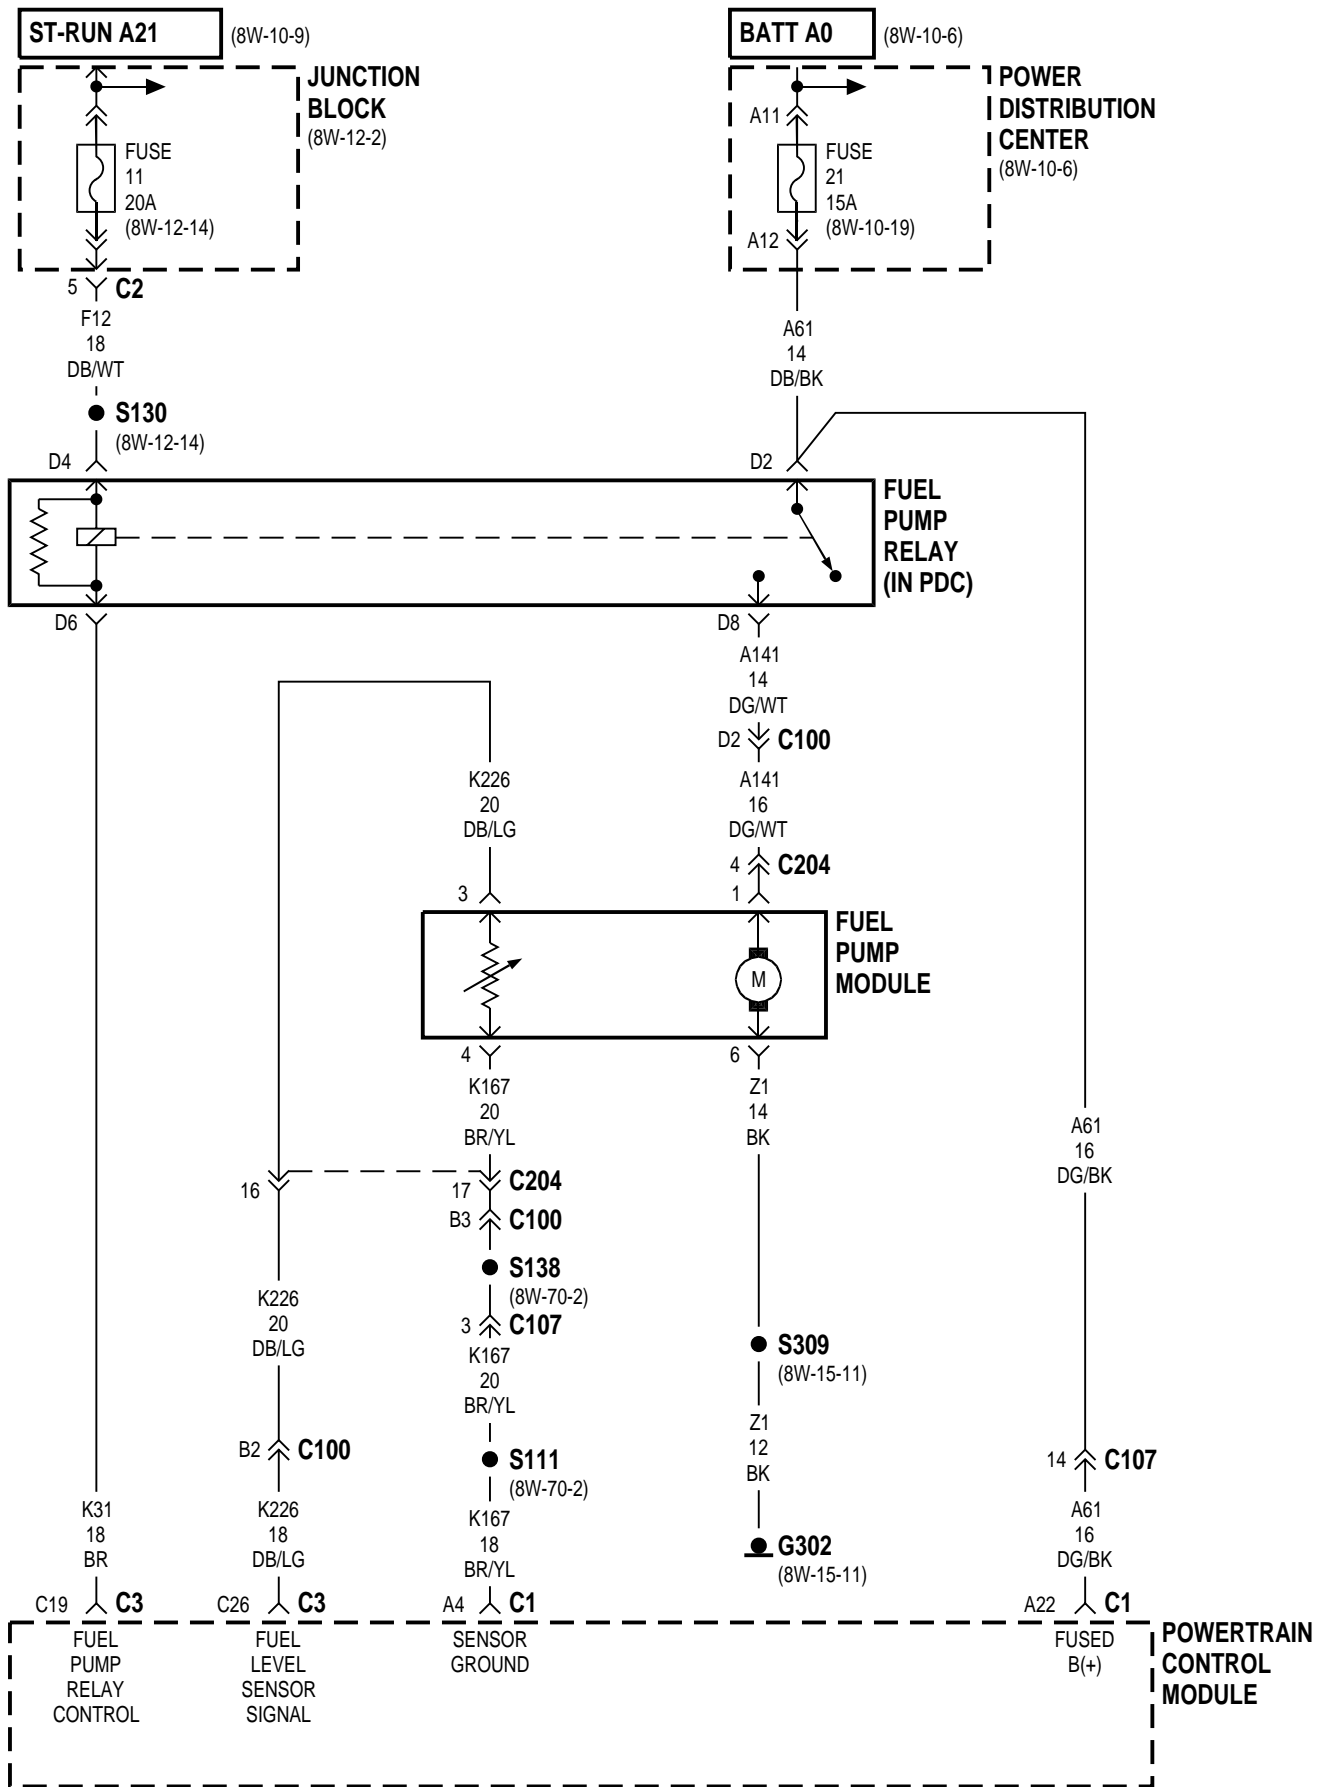 ST-RUN A21
(8W-10-9)
BATT A0
(8W-10-6)
JUNCTION
BLOCK
(8W-12-2)
POWER
DISTRIBUTION
CENTER
(8W-10-6)
FUSE
11
20A
(8W-12-14)
A11
FUSE
21
15A
(8W-10-19)
A12
5
C2
F12
18
DB/WT
S130
(8W-12-14)
A61
14
DB/BK
D4
D2
FUEL
PUMP
RELAY
(IN PDC)
D6
D8
A141
14
DG/WT
D2
C100
K226
20
DB/LG
A141
16
DG/WT
4
C204
3
1
FUEL
PUMP
MODULE
M
4
6
K167
20
BR/YL
Z1
14
BK
A61
16
DG/BK
16
17
C204
B3
C100
S138
(8W-70-2)
K226
20
DB/LG
3
C107
K167
20
BR/YL
S309
(8W-15-11)
Z1
12
BK
B2
C100
S111
(8W-70-2)
14
C107
K31
18
BR
K226
18
DB/LG
K167
18
BR/YL
G302
(8W-15-11)
A61
16
DG/BK
C19
C3
C26
C3
A4
C1
A22
C1
FUEL
PUMP
RELAY
CONTROL
FUEL
LEVEL
SENSOR
SIGNAL
SENSOR
GROUND
FUSED
B(+)
POWERTRAIN
CONTROL
MODULE